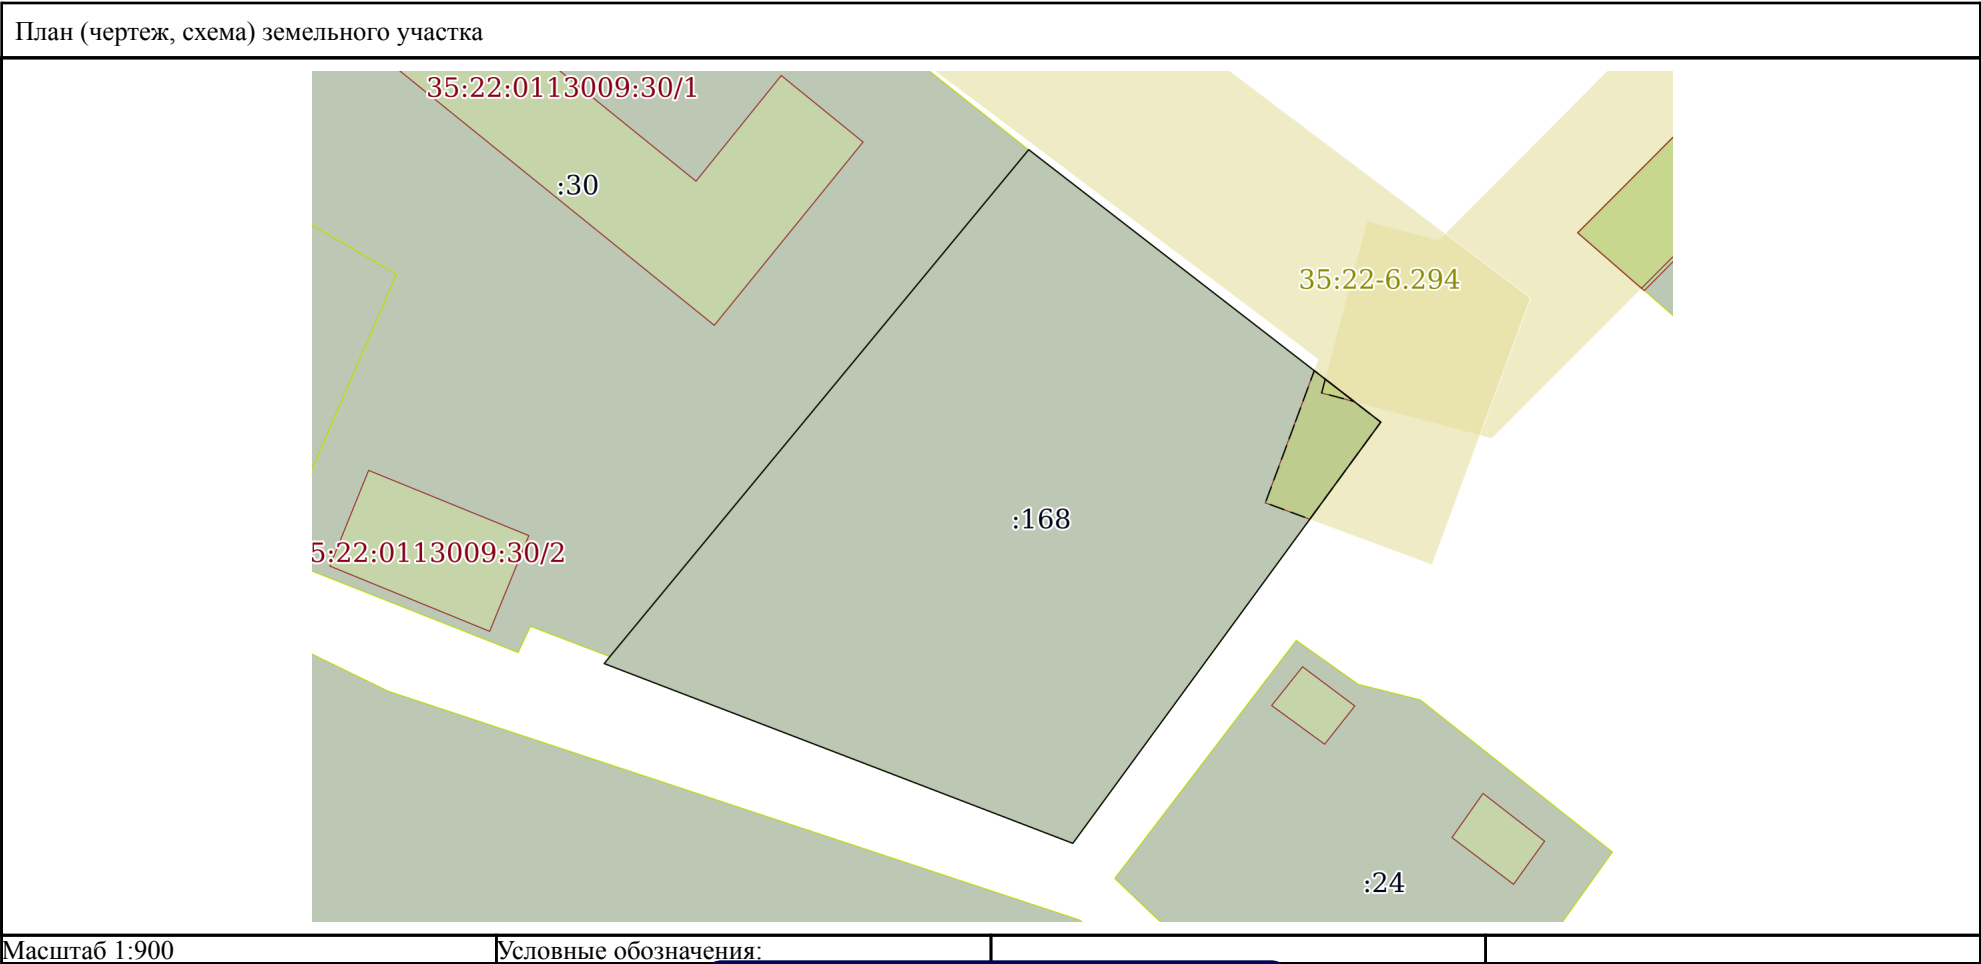 План (чертеж, схема) земельного участка
35:22:0113009:30/1
:30
35:22-6.294
:168
5:22:0113009:30/2
:24
Масштаб 1:900
Условные обозначения: